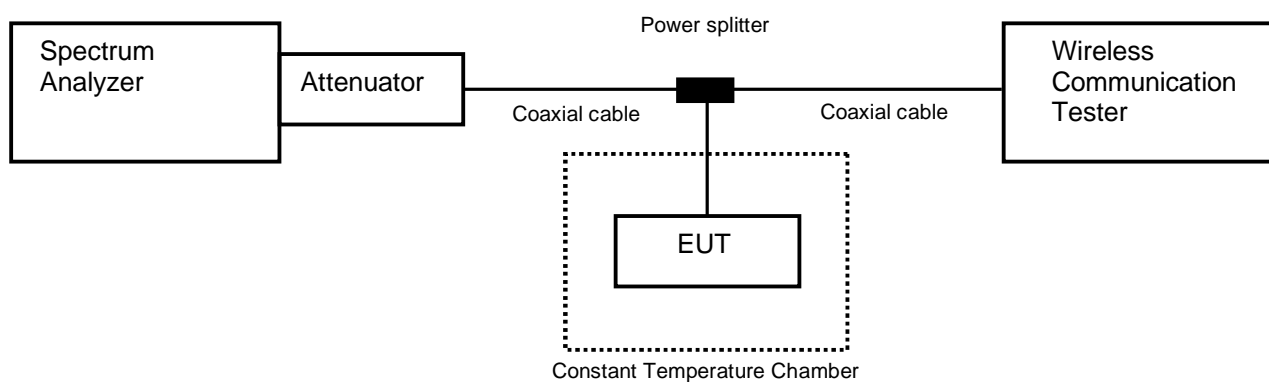 Power splitter
Spectrum
Analyzer
Attenuator
Wireless
Communication
Tester
Coaxial cable
Coaxial cable
EUT
Constant Temperature Chamber